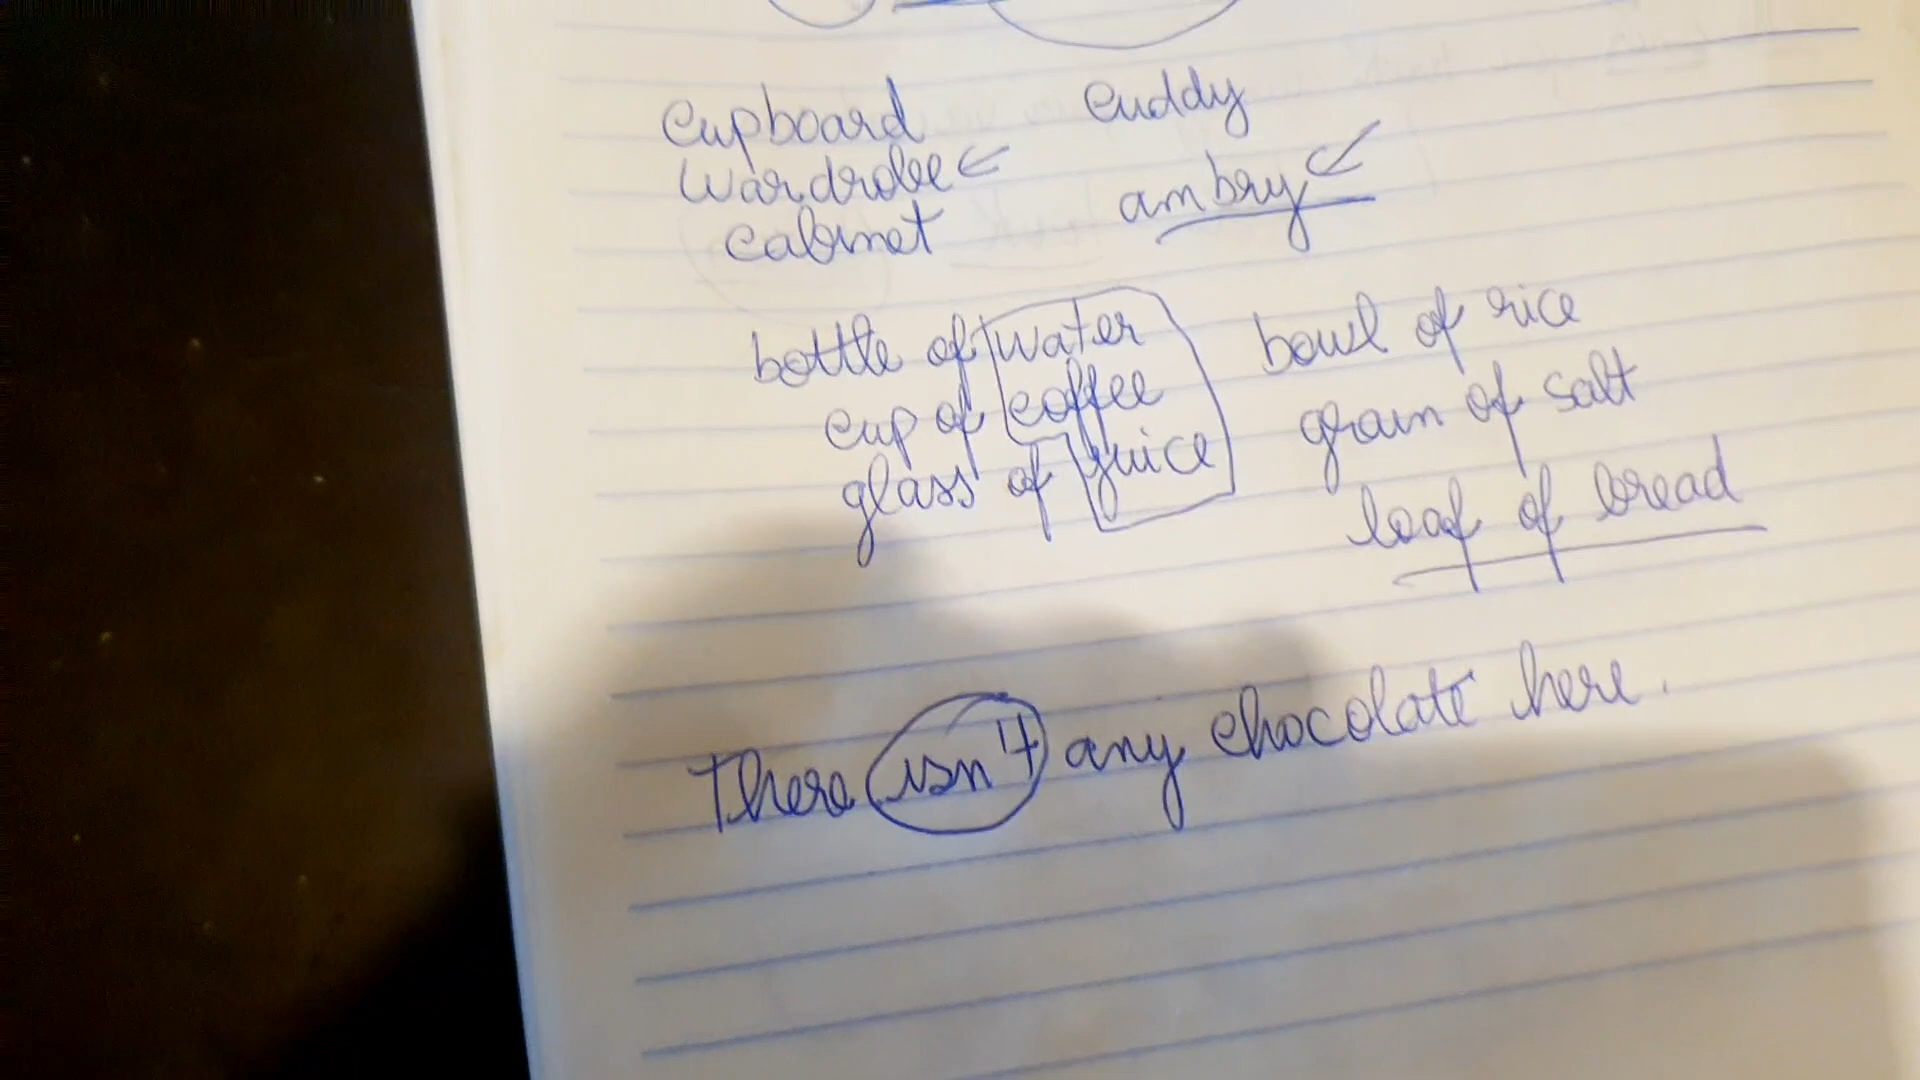 Cupboard cuddy
Wardrobe
ambry
Cabinet
bottle of water bowl of rice
cup of coffee grain of salt
glass of juice loaf of bread
There isn't any chocolate here.